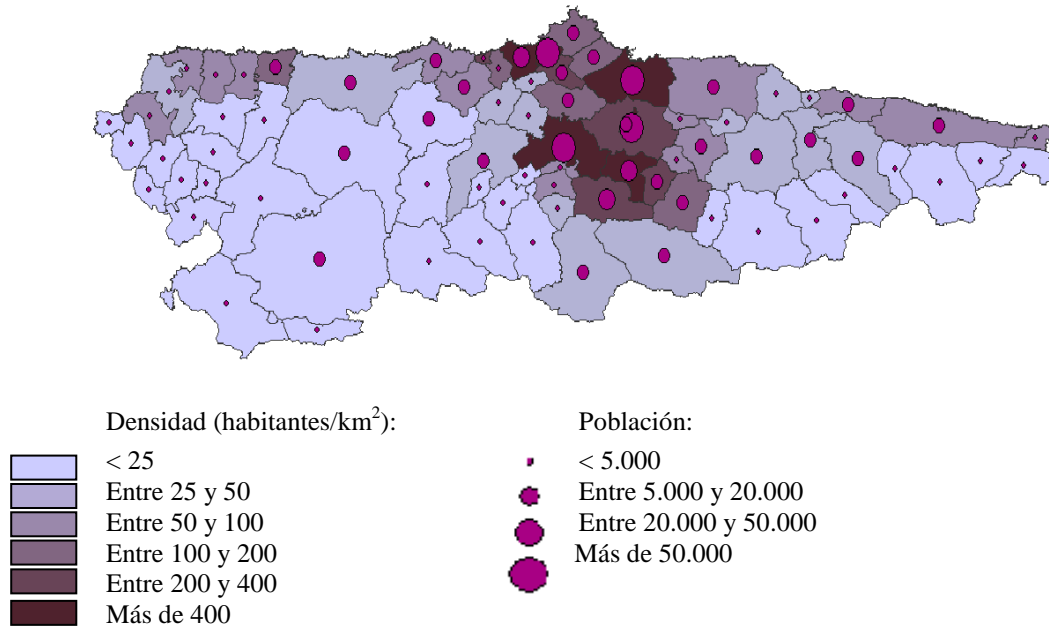 Densidad (habitantes/km²):
< 25
Entre 25 y 50
Entre 50 y 100
Entre 100 y 200
Entre 200 y 400
Más de 400
Población:
< 5.000
Entre 5.000 y 20.000
Entre 20.000 y 50.000
Más de 50.000